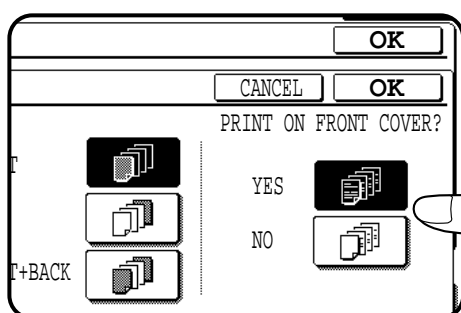 OK
CANCEL OK
PRINT ON FRONT COVER?
T
YES
NO
T+BACK